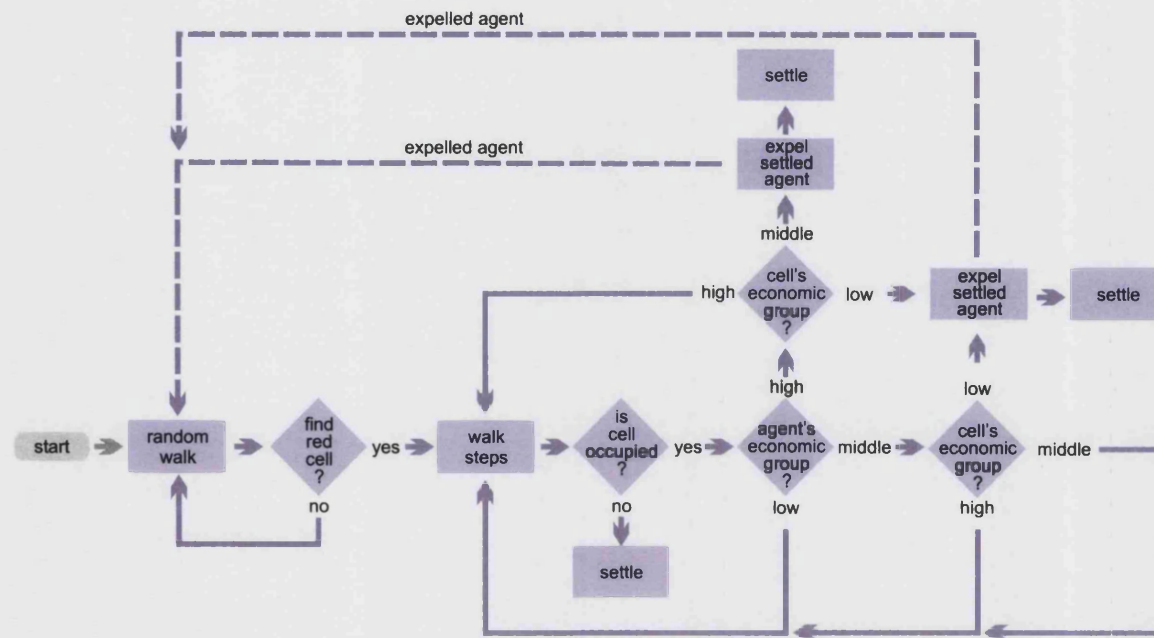 expelled agent
settle
expelled agent
expel
settled
agent
middle
high
cell's
economic
group
?
low
expel
settled
agent
settle
high
low
start
random
walk
find
red
cell
?
yes
walk
steps
is
cell
occupied
?
yes
agent's
economic
group
?
middle
cell's
economic
group
?
middle
no
no
low
high
settle